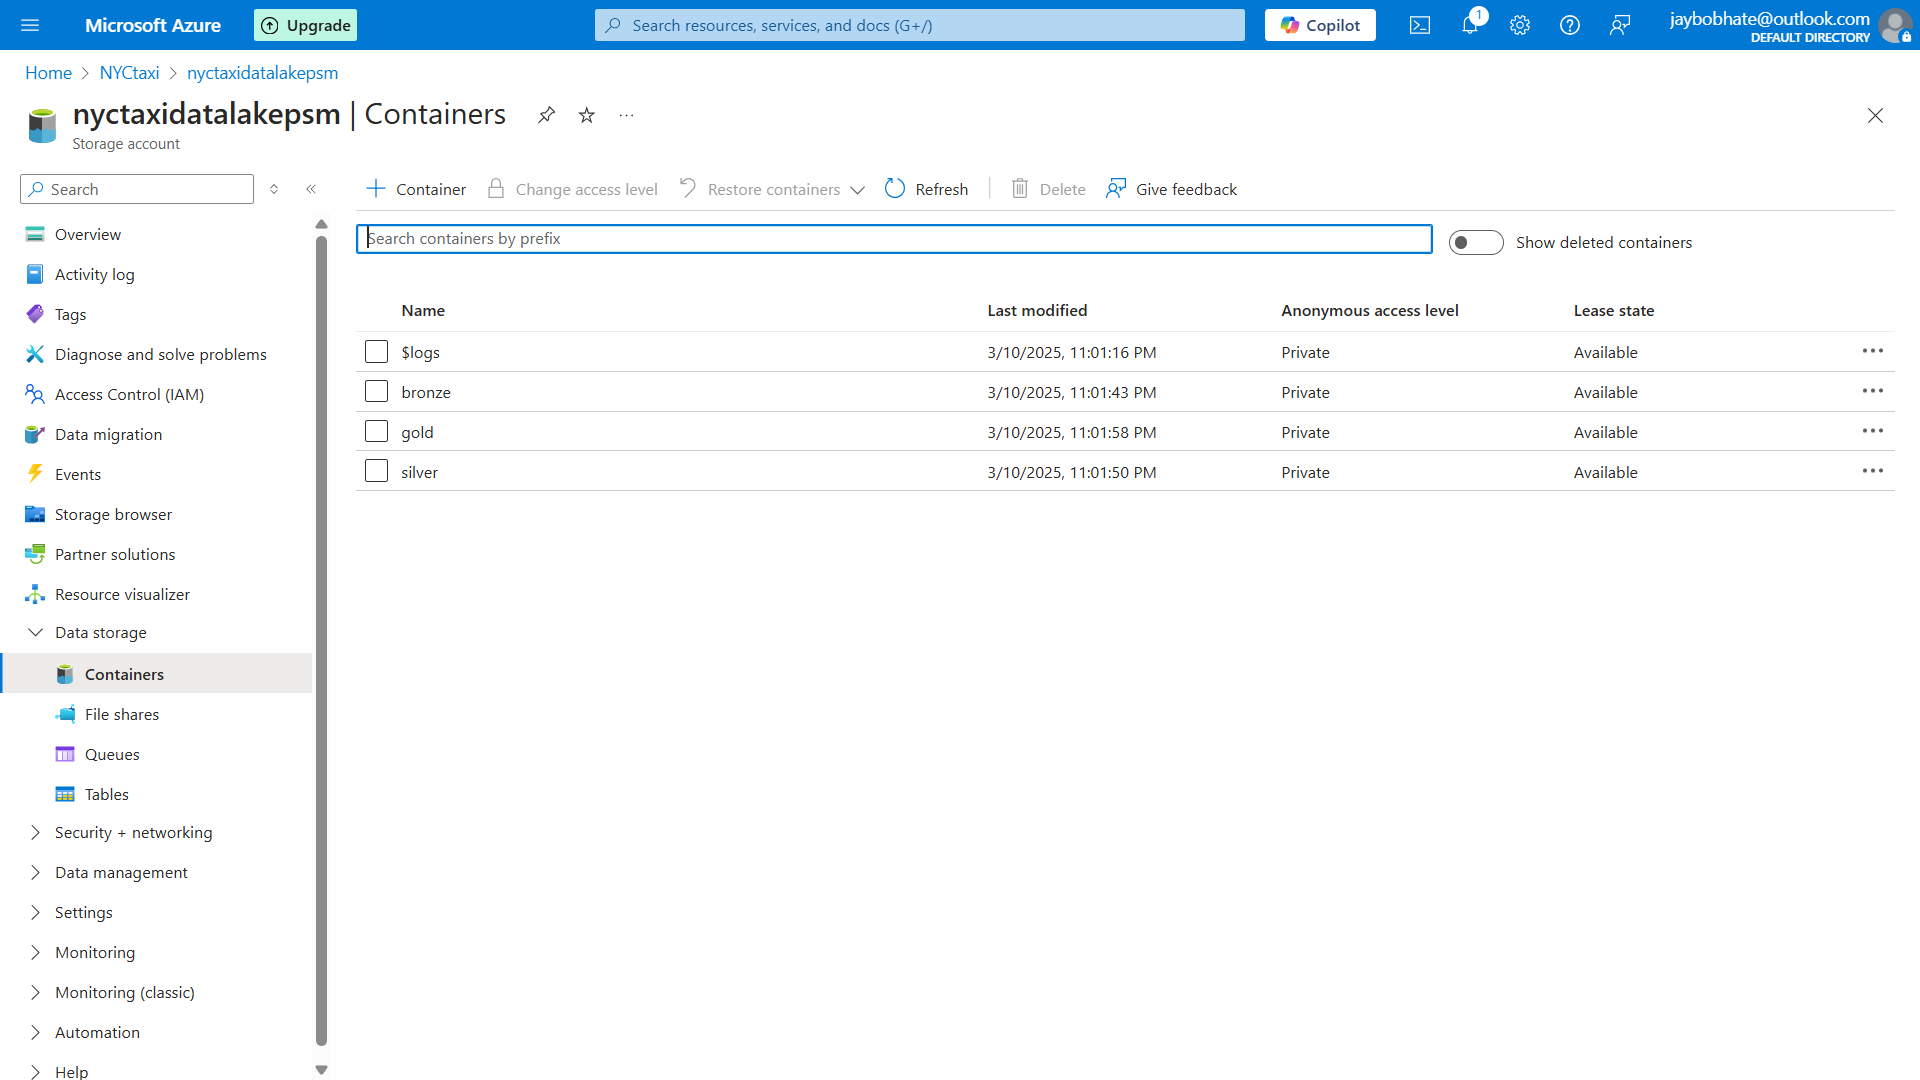 Microsoft Azure
Upgrade
Search resources, services, and docs (G+/)
Copilot
1
jaybobhate@outlook.com
DEFAULT DIRECTORY
Home
NYCtaxi
nyctaxidatalakepsm
nyctaxidatalakepsm | Containers
Storage account
Search
Container
Change access level
Restore containers
Refresh
Delete
Give feedback
Search containers by prefix
Show deleted containers
Overview
Activity log
Tags
Diagnose and solve problems
Access Control (IAM)
Data migration
Events
Storage browser
Partner solutions
Resource visualizer
Data storage
Containers
File shares
Queues
Tables
Security + networking
Data management
Settings
Monitoring
Monitoring (classic)
Automation
Help
Name Last modified Anonymous access level Lease state
$logs 3/10/2025, 11:01:16 PM Private Available
bronze 3/10/2025, 11:01:43 PM Private Available
gold 3/10/2025, 11:01:58 PM Private Available
silver 3/10/2025, 11:01:50 PM Private Available